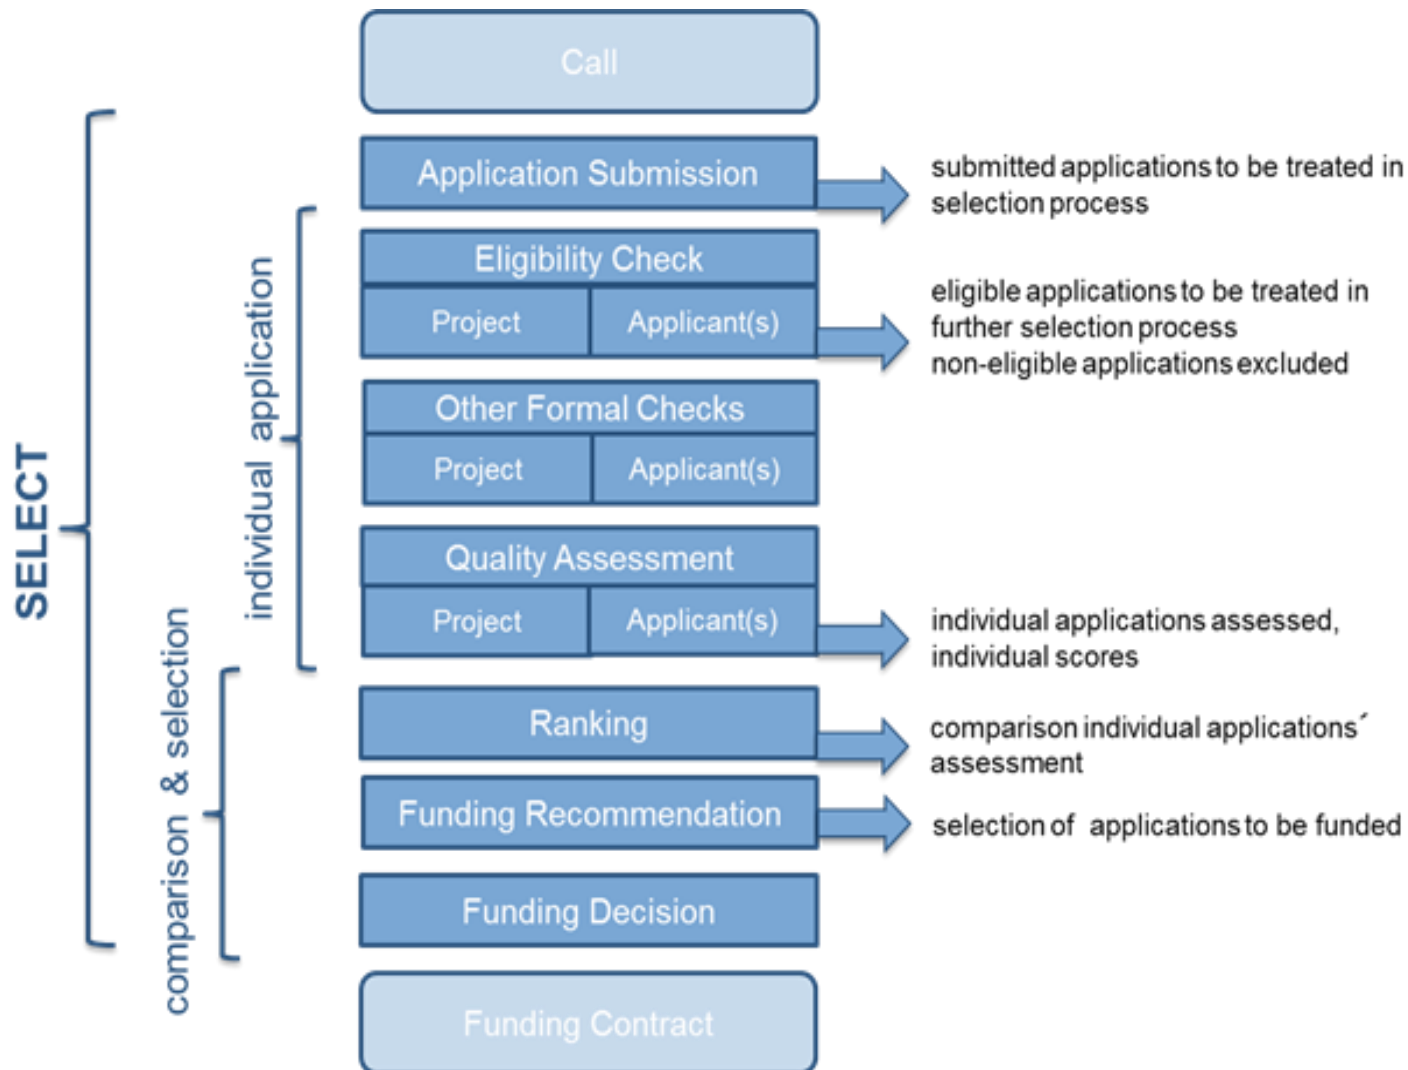 Call
Application Submission
submitted applications to be treated in
selection process
Eligibility Check
Project
Applicant(s)
eligible applications to be treated in
further selection process
non-eligible applications excluded
Other Formal Checks
Project
Applicant(s)
Quality Assessment
Project
Applicant(s)
individual applications assessed,
individual scores
Ranking
comparison individual applications´
assessment
Funding Recommendation
selection of applications to be funded
Funding Decision
Funding Contract
SELECT
individual application
comparison & selection